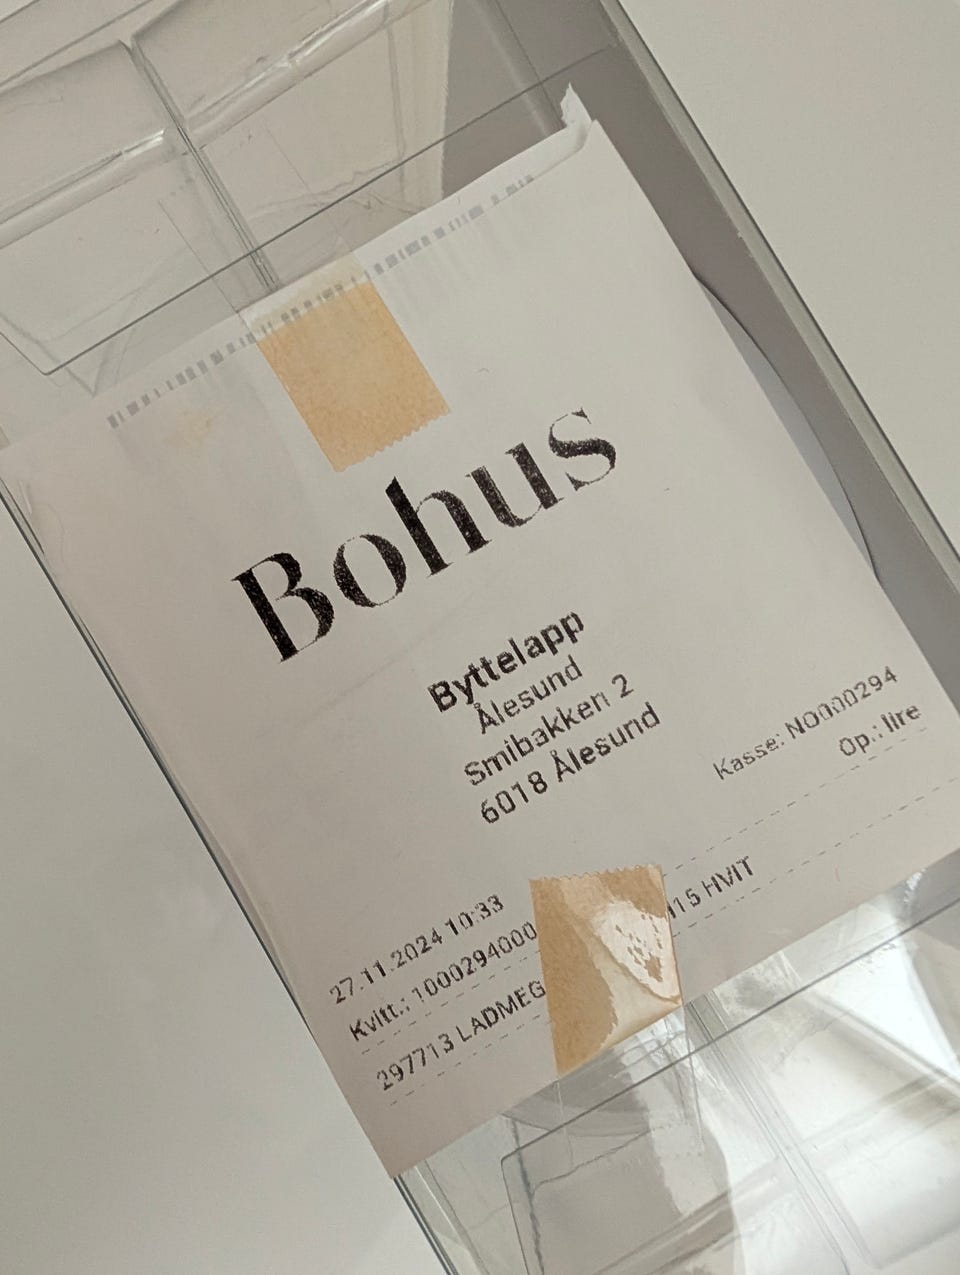 Bohus
Byttelapp
Ålesund
Smibakken 2
6018 Ålesund
Kasse: NO000294
Op.: lire
27.11.2024 10:33
Kvitt.: 1000294000
297713 LADMEG 115 HVIT